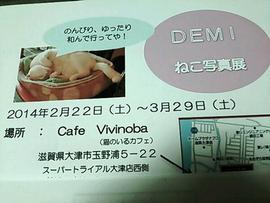 のんびり、ゆったり
和んで行ってや!
DEMI
ねこ写真展
2014年2月22日(土)~3月29日(土)
場所 : Cafe Vivinoba
(猫のいるカフェ)
滋賀県大津市玉野浦5-22
スーパートライアル大津店西側